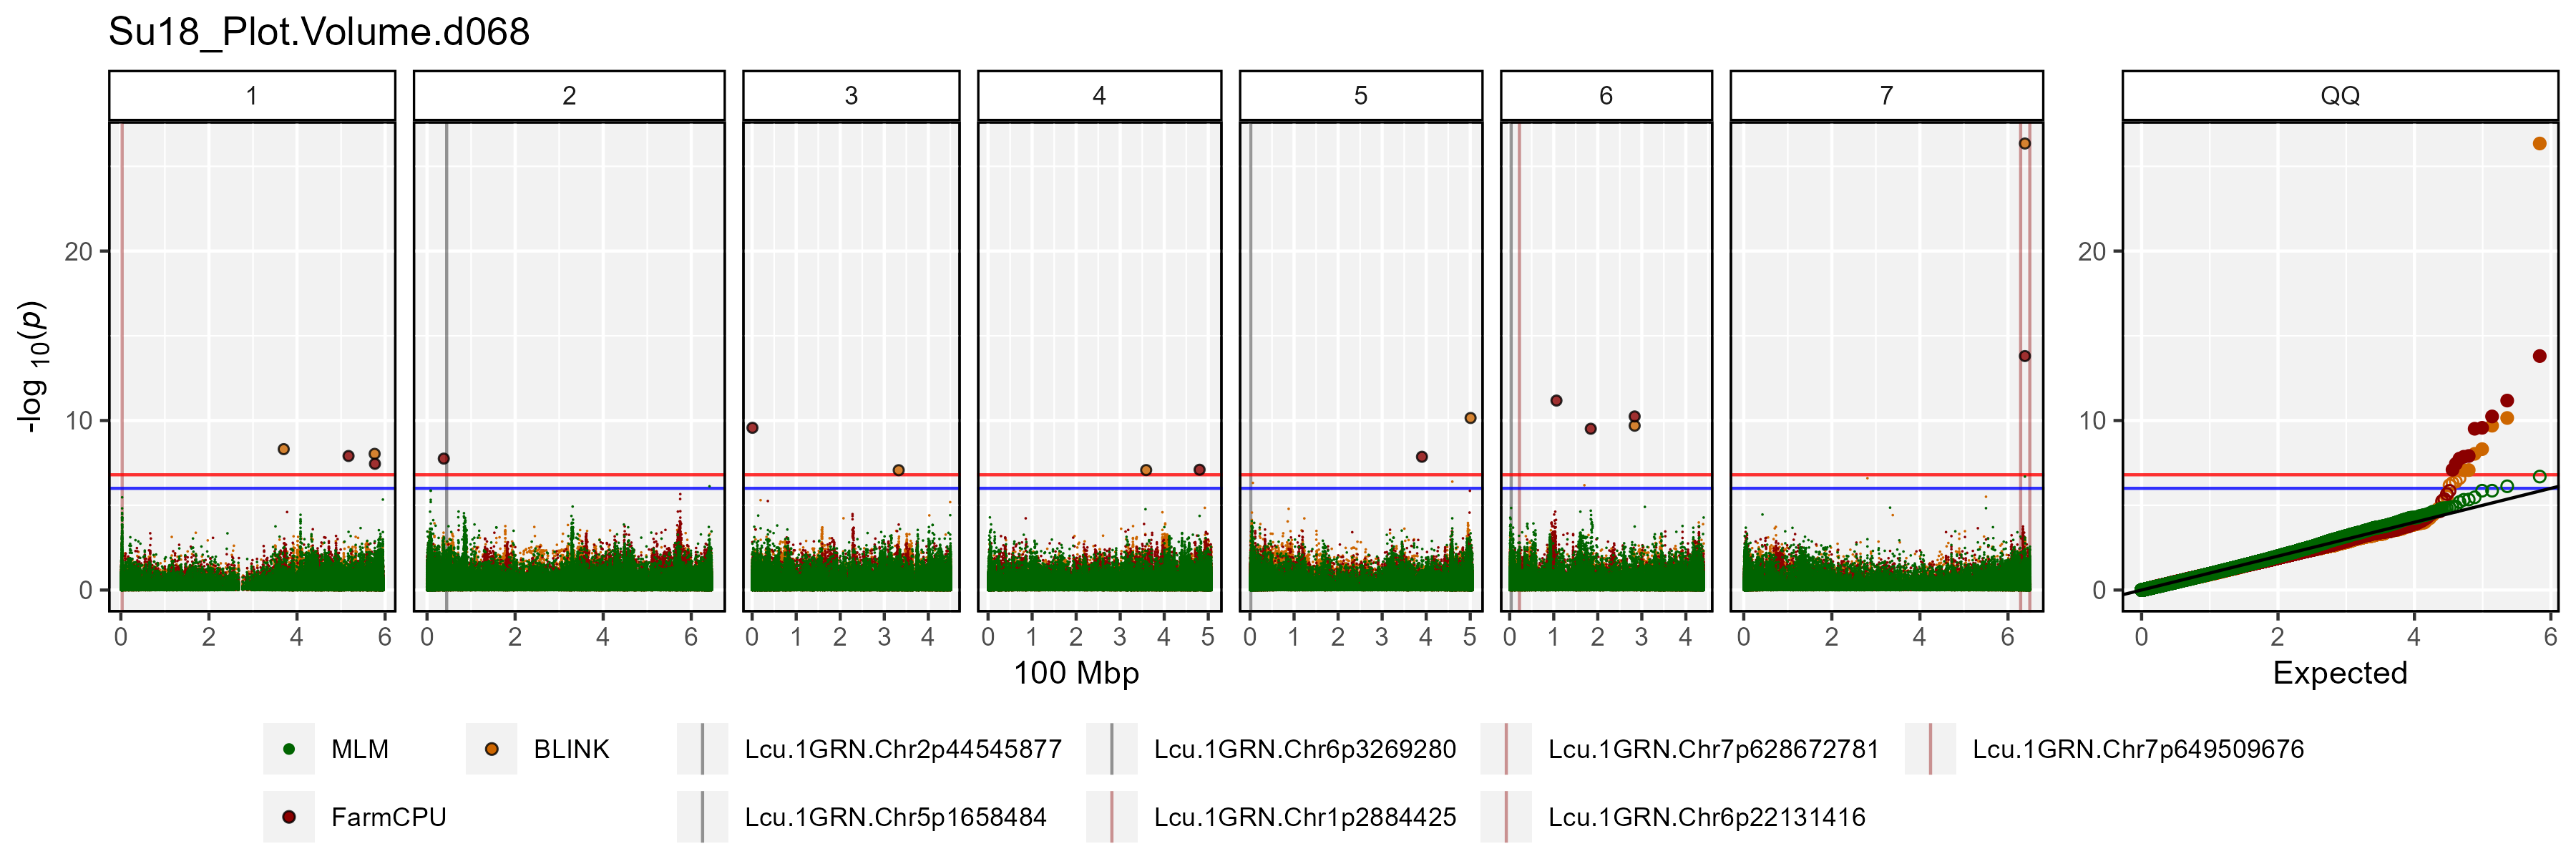 Su18_Plot.Volume.d068
1 2 3 4 5 6 7 QQ
20 20
10 10
0 0
0 2 4 6 0 2 4 6 0 1 2 3 4 0 1 2 3 4 5 0 1 2 3 4 5 0 1 2 3 4 0 2 4 6 0 2 4 6
-log 10(p)
100 Mbp Expected
MLM BLINK Lcu.1GRN.Chr2p44545877 Lcu.1GRN.Chr6p3269280 Lcu.1GRN.Chr7p628672781 Lcu.1GRN.Chr7p649509676
FarmCPU Lcu.1GRN.Chr5p1658484 Lcu.1GRN.Chr1p2884425 Lcu.1GRN.Chr6p22131416